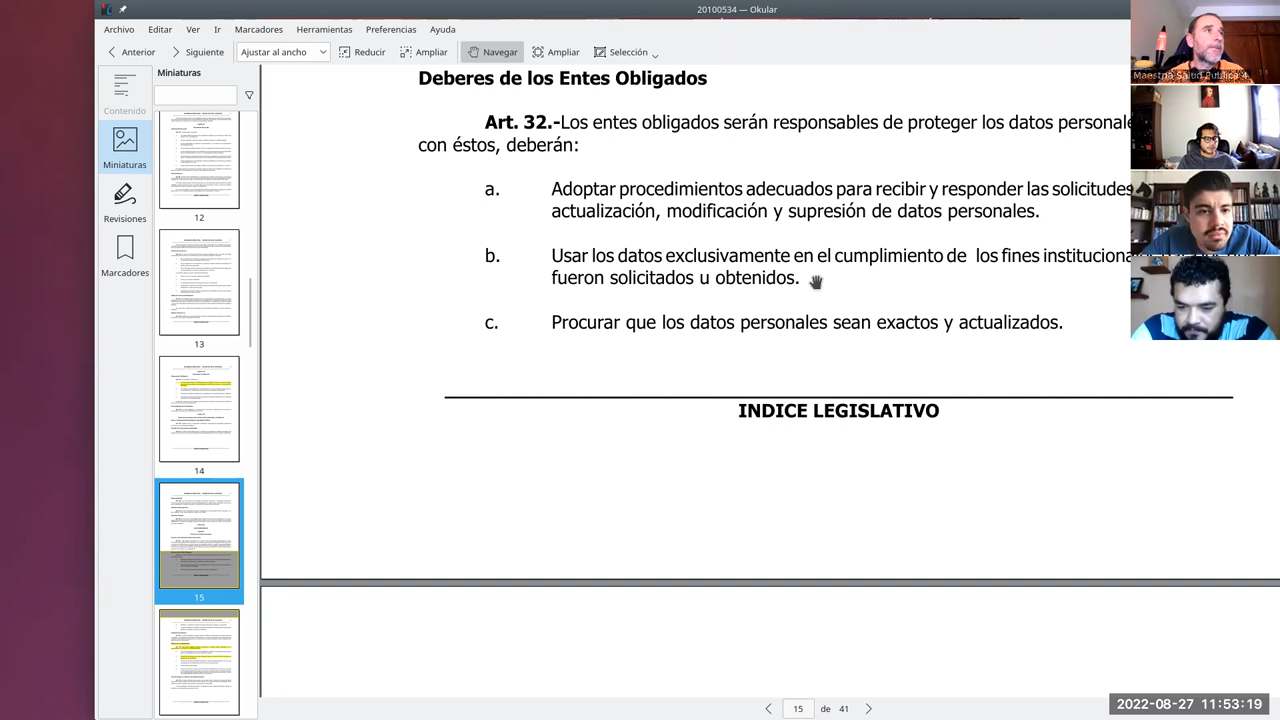 20100534 — Okular
Archivo Editar Ver Ir Marcadores Herramientas Preferencias Ayuda
Anterior Siguiente Ajustar al ancho Reducir Ampliar Navegar Ampliar Selección
Miniaturas
Contenido
Miniaturas
Revisiones
Marcadores
12
13
14
15
Deberes de los Entes Obligados
Art. 32.-Los entes obligados serán responsables de proteger los datos personale
con éstos, deberán:
a. Adoptar procedimientos adecuados para recibir y responder las solicitudes
actualización, modificación y supresión de datos personales.
b. Usar los datos exclusivamente en el cumplimiento de los fines
fueron solicitados u obtenidos.
c. Procurar que los datos personales sean exactos y actualizados.
INDICE LEGISLATIVO
15 de 41
Maestría Salud Publica 4
2022-08-27 11:53:19